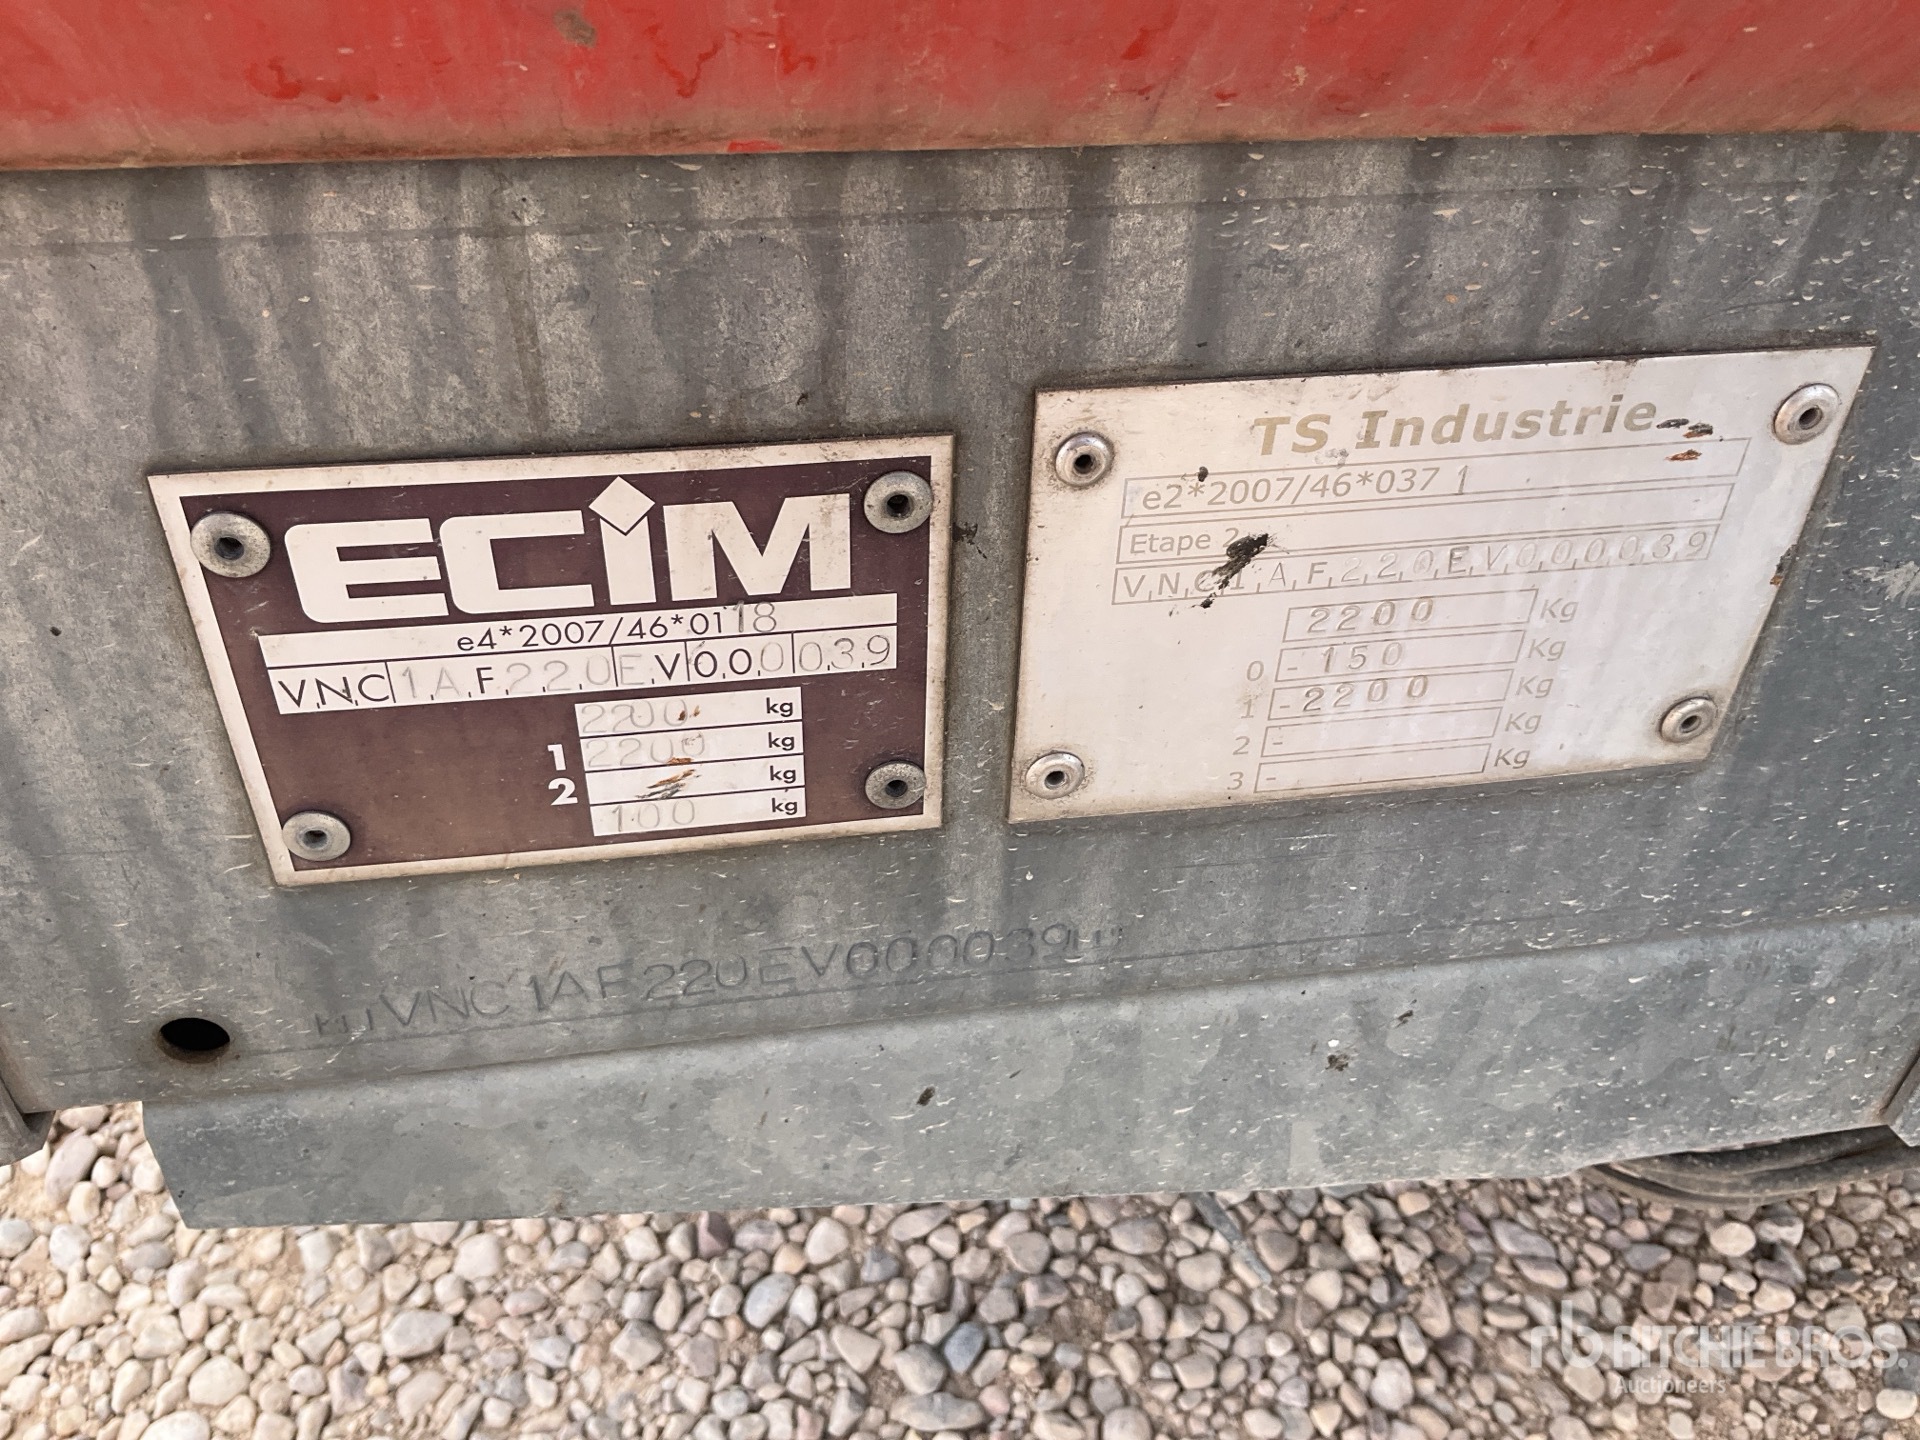 ECIM
e4*2007/46*0118
VNC1AF220EV000039
2200 kg
1 2200 kg
2 kg
100 kg
TS Industrie
e2*2007/46*0371
Etape 2
VNC1AF220EV000039
2200 Kg
0 - 150 Kg
1 - 2200 Kg
2 - Kg
3 - Kg
VNC1AF220EV000039
rb RITCHIE BROS.
Auctioneers